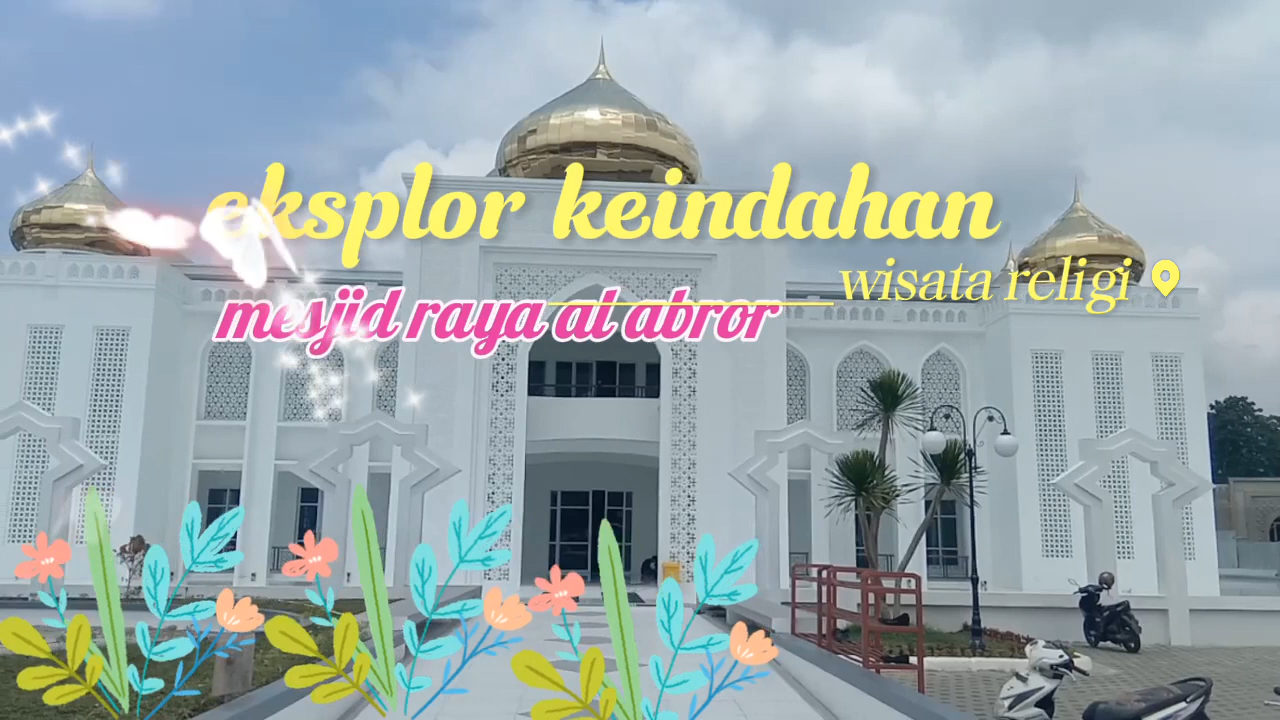 eksplor keindahan
wisata religi
mesjid raya al abror